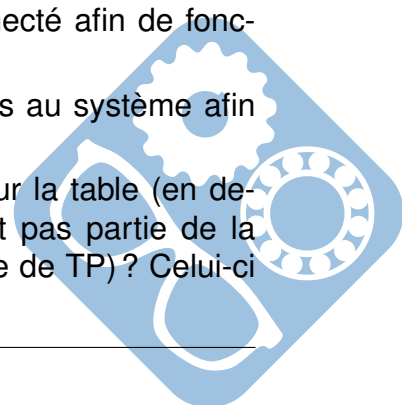 necté afin de fonc-
s au système afin
ur la table (en de-
t pas partie de la
e de TP) ? Celui-ci